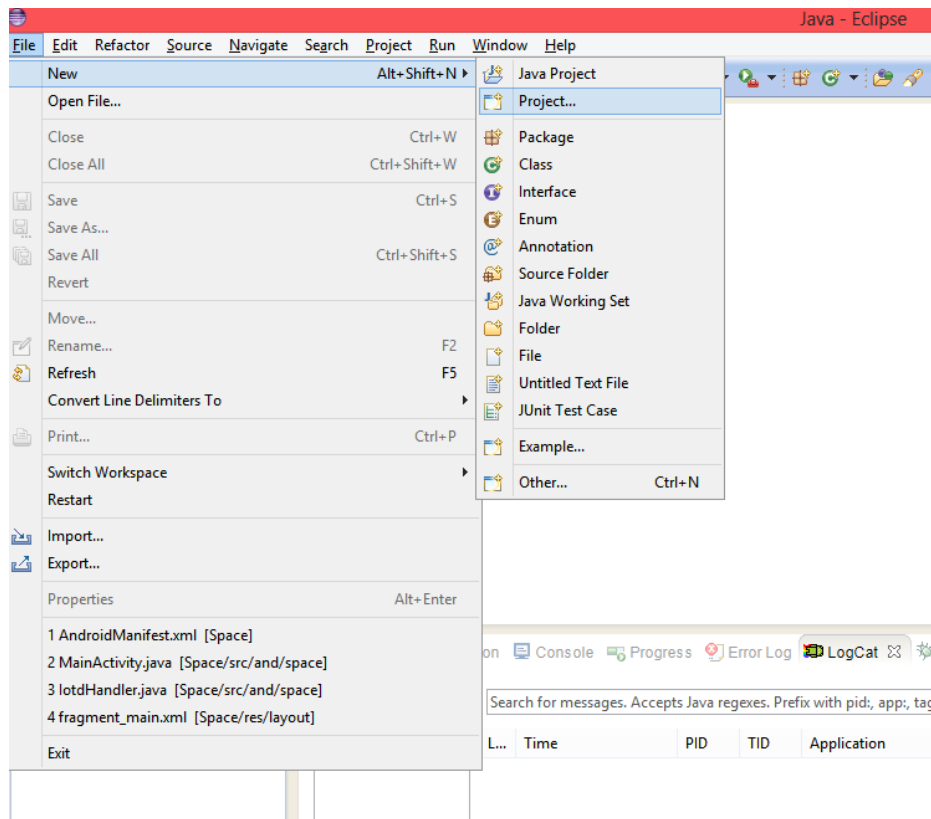 Java - Eclipse
File Edit Refactor Source Navigate Search Project Run Window Help
New Alt+Shift+N
Open File...
Close Ctrl+W
Close All Ctrl+Shift+W
Save Ctrl+S
Save As...
Save All Ctrl+Shift+S
Revert
Move...
Rename... F2
Refresh F5
Convert Line Delimiters To
Print... Ctrl+P
Switch Workspace
Restart
Import...
Export...
Properties Alt+Enter
1 AndroidManifest.xml [Space]
2 MainActivity.java [Space/src/and/space]
3 IotdHandler.java [Space/src/and/space]
4 fragment_main.xml [Space/res/layout]
Exit
Java Project
Project...
Package
Class
Interface
Enum
Annotation
Source Folder
Java Working Set
Folder
File
Untitled Text File
JUnit Test Case
Example...
Other... Ctrl+N
on Console Progress Error Log LogCat
Search for messages. Accepts Java regexes. Prefix with pid:, app:, tag
L... Time PID TID Application